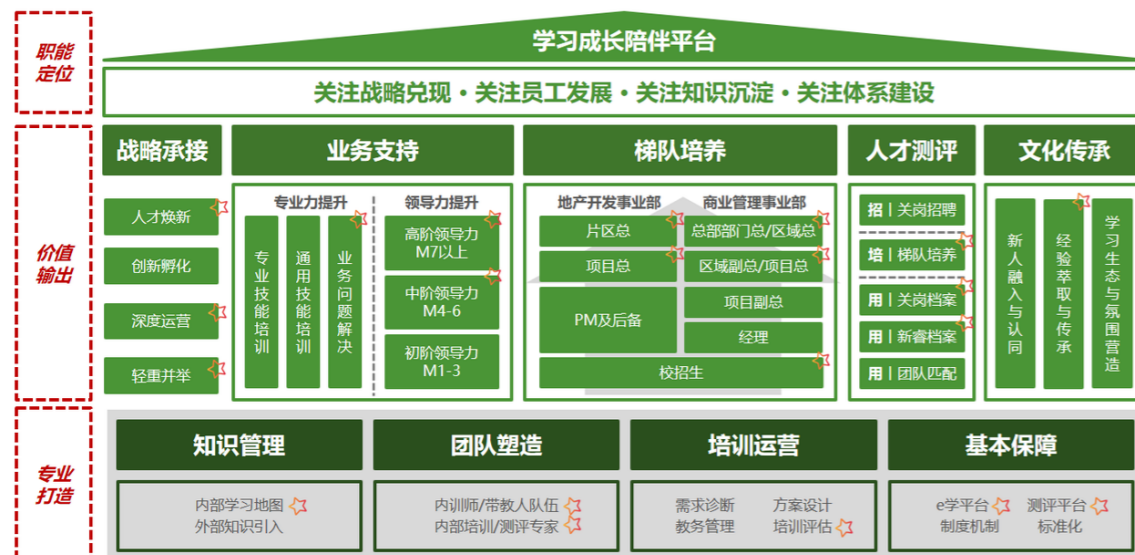 职能
定位
学习成长陪伴平台
关注战略兑现·关注员工发展·关注知识沉淀·关注体系建设
价值
输出
战略承接
人才焕新
创新孵化
深度运营
轻重并举
业务支持
专业力提升
专业技能培训
通用技能培训
业务问题解决
领导力提升
高阶领导力
M7以上
中阶领导力
M4-6
初阶领导力
M1-3
梯队培养
地产开发事业部
商业管理事业部
片区总
总部部门总/区域总
项目总
区域副总/项目总
PM及后备
项目副总
经理
校招生
人才测评
招丨关岗招聘
培丨梯队培养
用丨关岗档案
用丨新睿档案
用丨团队匹配
文化传承
新人融入与认同
经验萃取与传承
学习生态与氛围营造
专业
打造
知识管理
内部学习地图
外部知识引入
团队塑造
内训师/带教人队伍
内部培训/测评专家
培训运营
需求诊断 方案设计
教务管理 培训评估
基本保障
e学平台 测评平台
制度机制 标准化